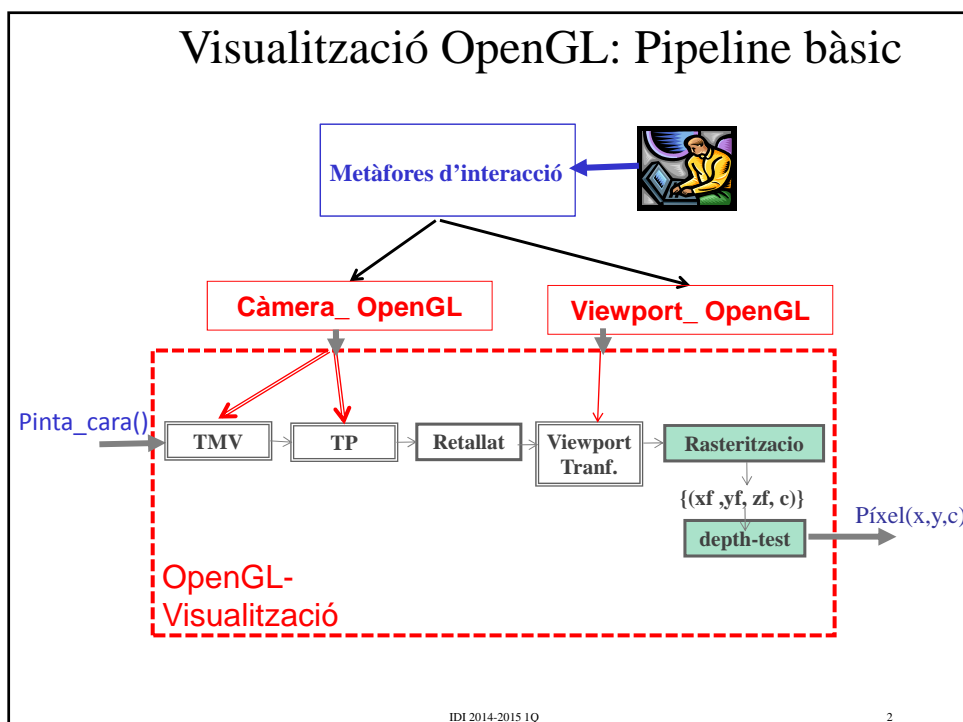 Visualització OpenGL: Pipeline bàsic
Metàfores d'interacció
Càmera_ OpenGL
Viewport_ OpenGL
Pinta_cara()
TMV
TP
Retallat
Viewport
Tranf.
Rasteritzacio
{(xf ,yf, zf, c)}
depth-test
Píxel(x,y,c)
OpenGL-
Visualització
IDI 2014-2015 1Q
2